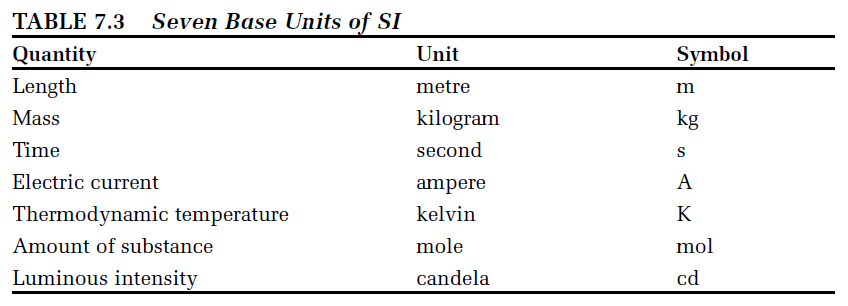 TABLE 7.3 Seven Base Units of SI
Quantity Unit Symbol
Length metre m
Mass kilogram kg
Time second s
Electric current ampere A
Thermodynamic temperature kelvin K
Amount of substance mole mol
Luminous intensity candela cd